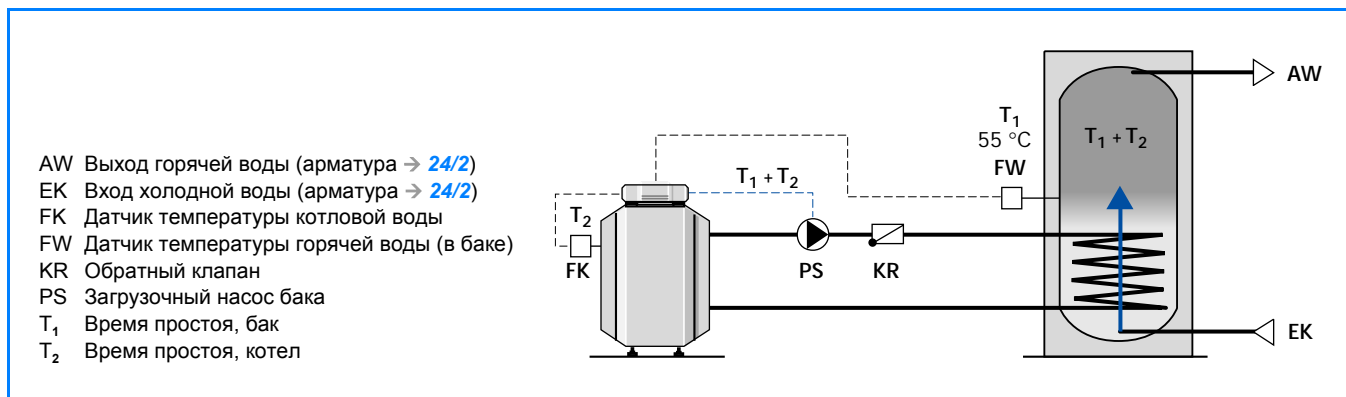 AW Выход горячей воды (арматура → 24/2)
EK Вход холодной воды (арматура → 24/2)
FK Датчик температуры котловой воды
FW Датчик температуры горячей воды (в баке)
KR Обратный клапан
PS Загрузочный насос бака
T₁ Время простоя, бак
T₂ Время простоя, котел
AW
T₁
55 °C
FW
T₁ + T₂
T₁ + T₂
T₂
FK
PS
KR
EK